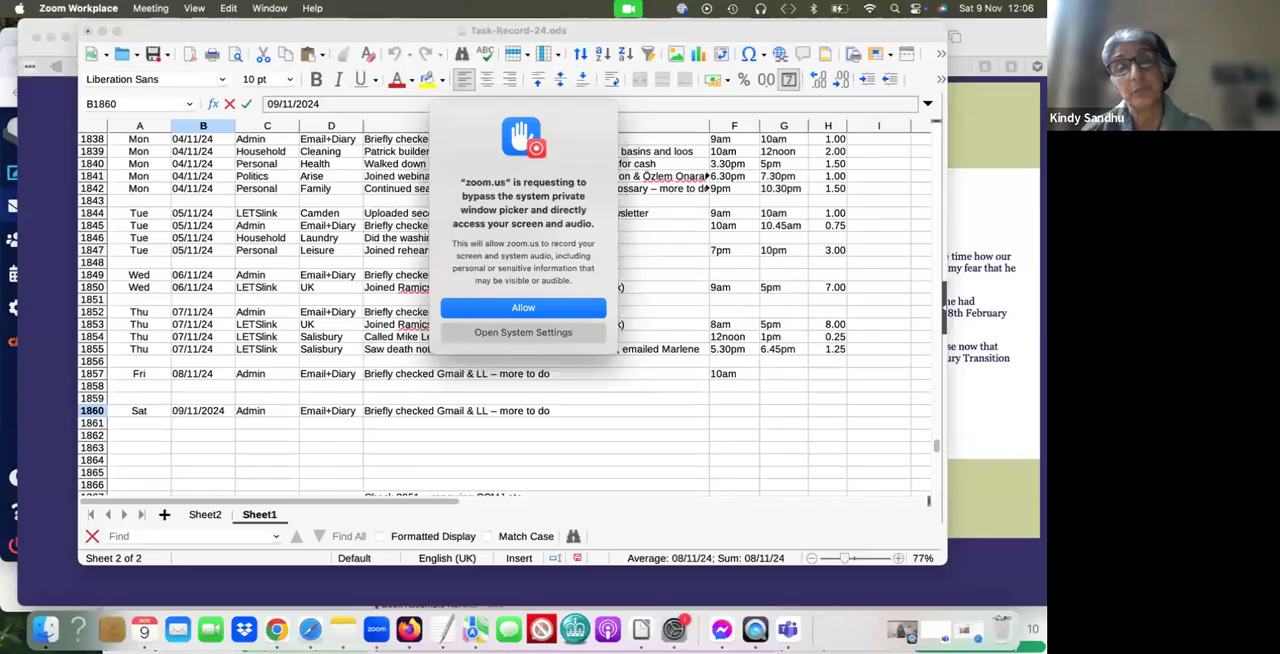 Zoom Workplace Meeting View Edit Window Help Sat 9 Nov 12:06
Task-Record-24.ods
Liberation Sans 10 pt
B1860 09/11/2024
A B C D F G H I
1838 Mon 04/11/24 Admin Email+Diary Briefly checked 9am 10am 1.00
1839 Mon 04/11/24 Household Cleaning Patrick builder basins and loos 10am 12noon 2.00
1840 Mon 04/11/24 Personal Health Walked down for cash 3.30pm 5pm 1.50
1841 Mon 04/11/24 Politics Arise Joined webina on & Özlem Onara 6.30pm 7.30pm 1.00
1842 Mon 04/11/24 Personal Family Continued sea ossary – more to do 9pm 10.30pm 1.50
1843
1844 Tue 05/11/24 LETSlink Camden Uploaded seco wsletter 9am 10am 1.00
1845 Tue 05/11/24 Admin Email+Diary Briefly checked 10am 10.45am 0.75
1846 Tue 05/11/24 Household Laundry Did the washin
1847 Tue 05/11/24 Personal Leisure Joined rehears 7pm 10pm 3.00
1848
1849 Wed 06/11/24 Admin Email+Diary Briefly checked
1850 Wed 06/11/24 LETSlink UK Joined Ramics k) 9am 5pm 7.00
1851
1852 Thu 07/11/24 Admin Email+Diary Briefly checked
1853 Thu 07/11/24 LETSlink UK Joined Ramics k) 8am 5pm 8.00
1854 Thu 07/11/24 LETSlink Salisbury Called Mike Le 12noon 1pm 0.25
1855 Thu 07/11/24 LETSlink Salisbury Saw death not , emailed Marlene 5.30pm 6.45pm 1.25
1856
1857 Fri 08/11/24 Admin Email+Diary Briefly checked Gmail & LL – more to do 10am
1858
1859
1860 Sat 09/11/2024 Admin Email+Diary Briefly checked Gmail & LL – more to do
1861
1862
1863
1864
1865
1866
“zoom.us” is requesting to
bypass the system private
window picker and directly
access your screen and audio.
This will allow zoom.us to record your
screen and system audio, including
personal or sensitive information that
may be visible or audible.
Allow
Open System Settings
time how our
my fear that he
he had
8th February
se now that
ury Transition
Sheet2 Sheet1
Find Find All Formatted Display Match Case
Sheet 2 of 2 Default English (UK) Insert Average: 08/11/24; Sum: 08/11/24 77%
NOV
9
zoom
10
Kindy Sandhu